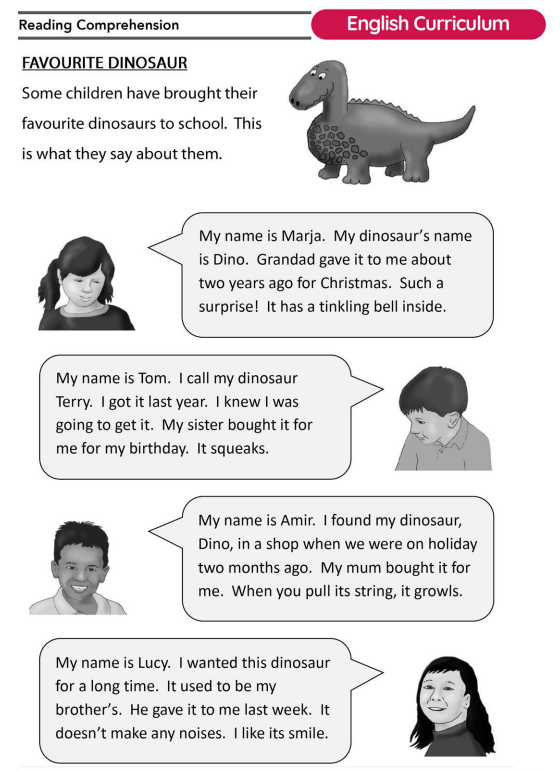 Reading Comprehension
English Curriculum
FAVOURITE DINOSAUR
Some children have brought their
favourite dinosaurs to school.  This
is what they say about them.
My name is Marja.  My dinosaur's name
is Dino.  Grandad gave it to me about
two years ago for Christmas.  Such a
surprise!  It has a tinkling bell inside.
My name is Tom.  I call my dinosaur
Terry.  I got it last year.  I knew I was
going to get it.  My sister bought it for
me for my birthday.  It squeaks.
My name is Amir.  I found my dinosaur,
Dino, in a shop when we were on holiday
two months ago.  My mum bought it for
me.  When you pull its string, it growls.
My name is Lucy.  I wanted this dinosaur
for a long time.  It used to be my
brother's.  He gave it to me last week.  It
doesn't make any noises.  I like its smile.